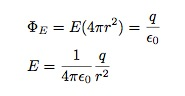 Φ_E = E(4πr²) = q/ϵ₀
E = 1/4πϵ₀ q/r²